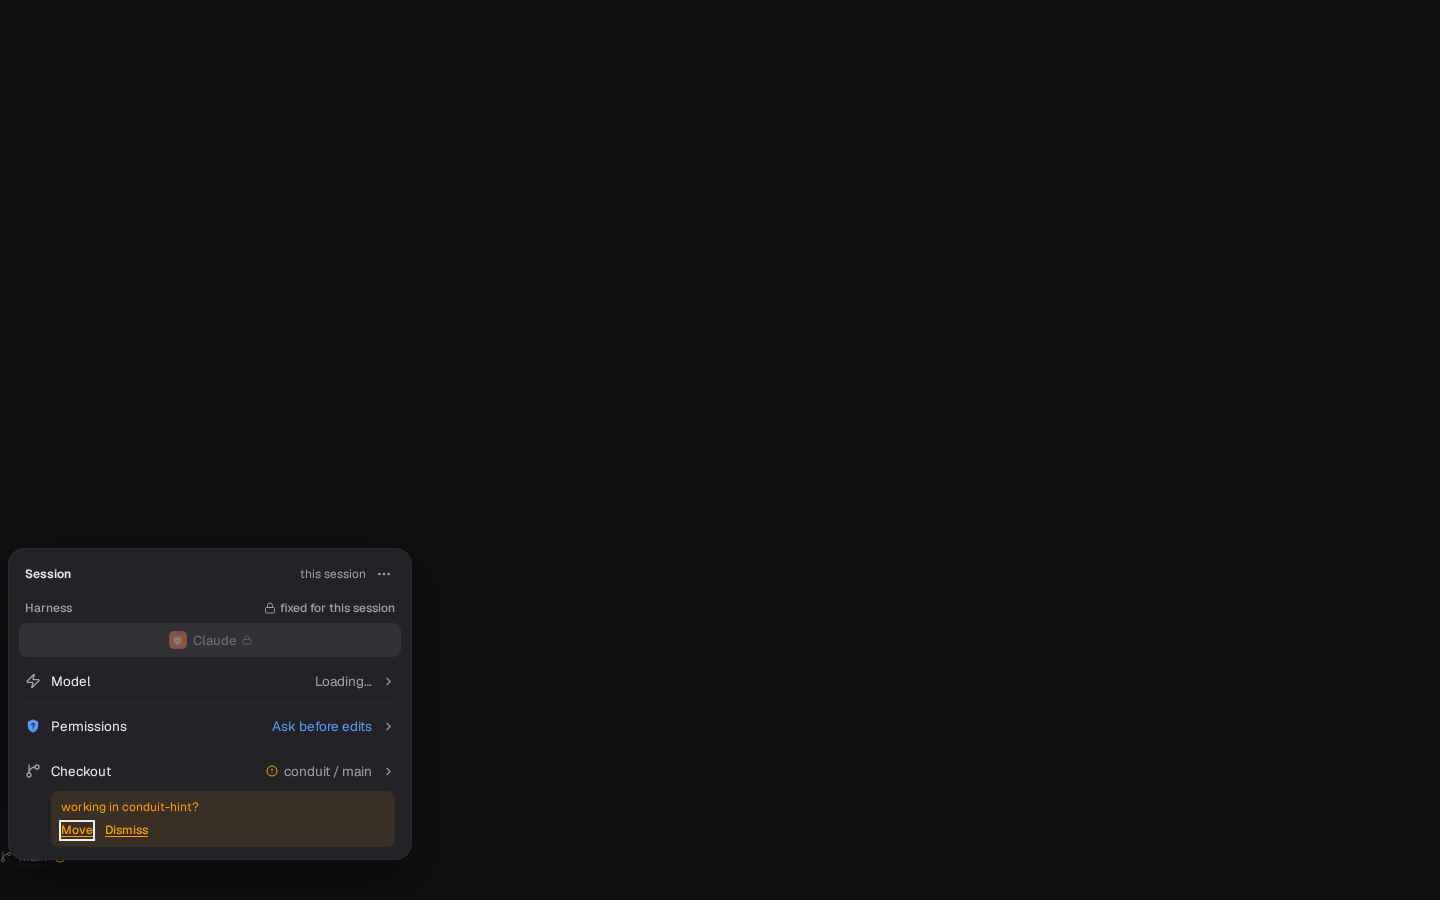 Session this session
Harness fixed for this session
Claude
Model Loading...
Permissions Ask before edits
Checkout conduit / main
working in conduit-hint?
Move Dismiss